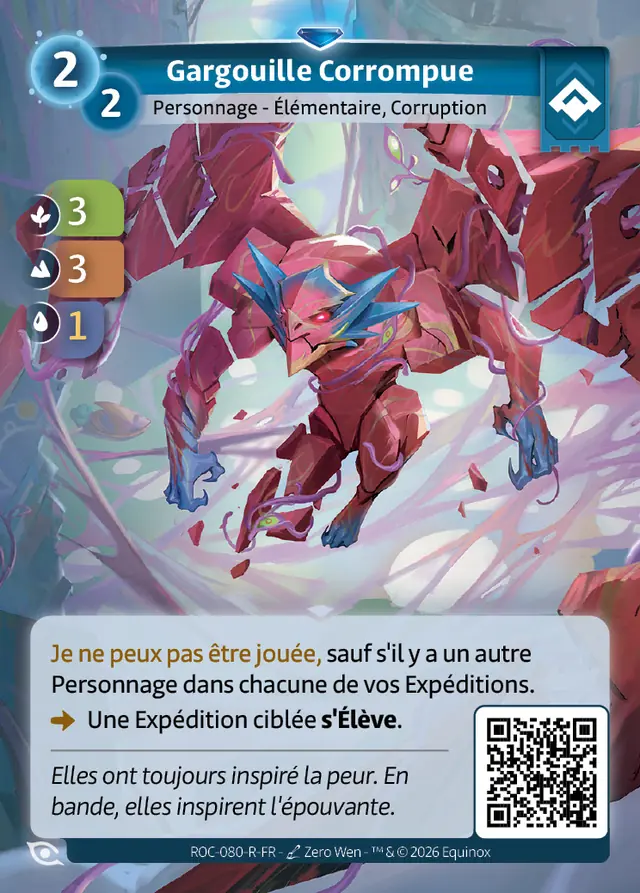 2
Gargouille Corrompue
2
Personnage - Élémentaire, Corruption
3
3
1
Je ne peux pas être jouée, sauf s'il y a un autre
Personnage dans chacune de vos Expéditions.
Une Expédition ciblée s'Élève.
Elles ont toujours inspiré la peur. En
bande, elles inspirent l'épouvante.
ROC-080-R-FR - Zero Wen - ™ & © 2026 Equinox